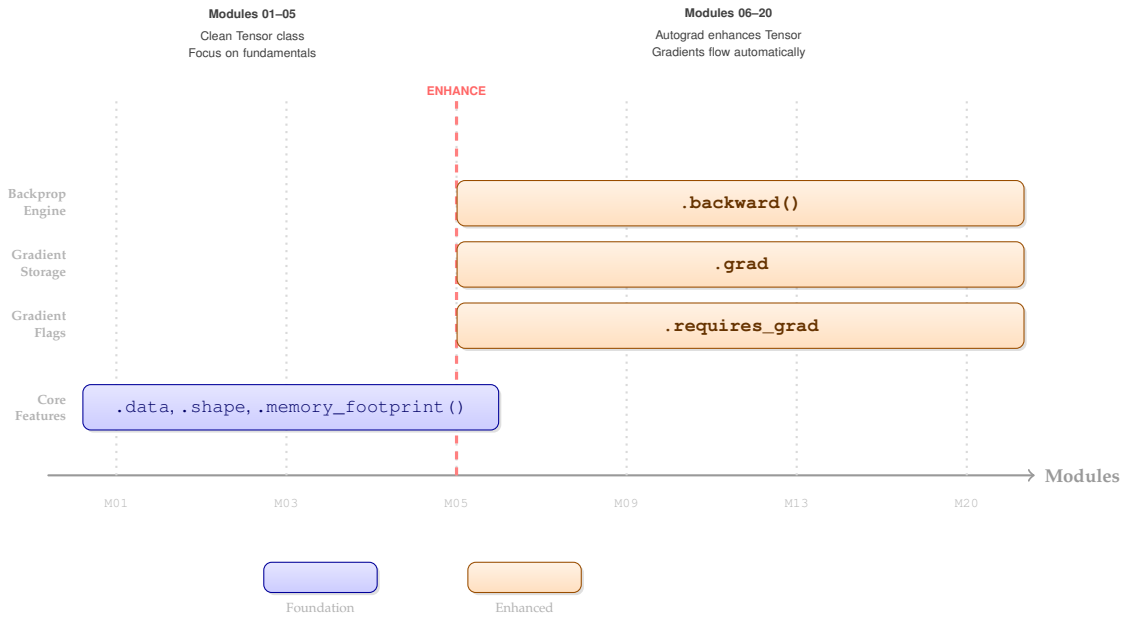 Modules 01–05
Clean Tensor class
Focus on fundamentals
Modules 06–20
Autograd enhances Tensor
Gradients flow automatically
ENHANCE
Backprop
Engine
.backward()
Gradient
Storage
.grad
Gradient
Flags
.requires_grad
Core
Features
.data, .shape, .memory_footprint()
Modules
M01
M03
M05
M09
M13
M20
Foundation
Enhanced